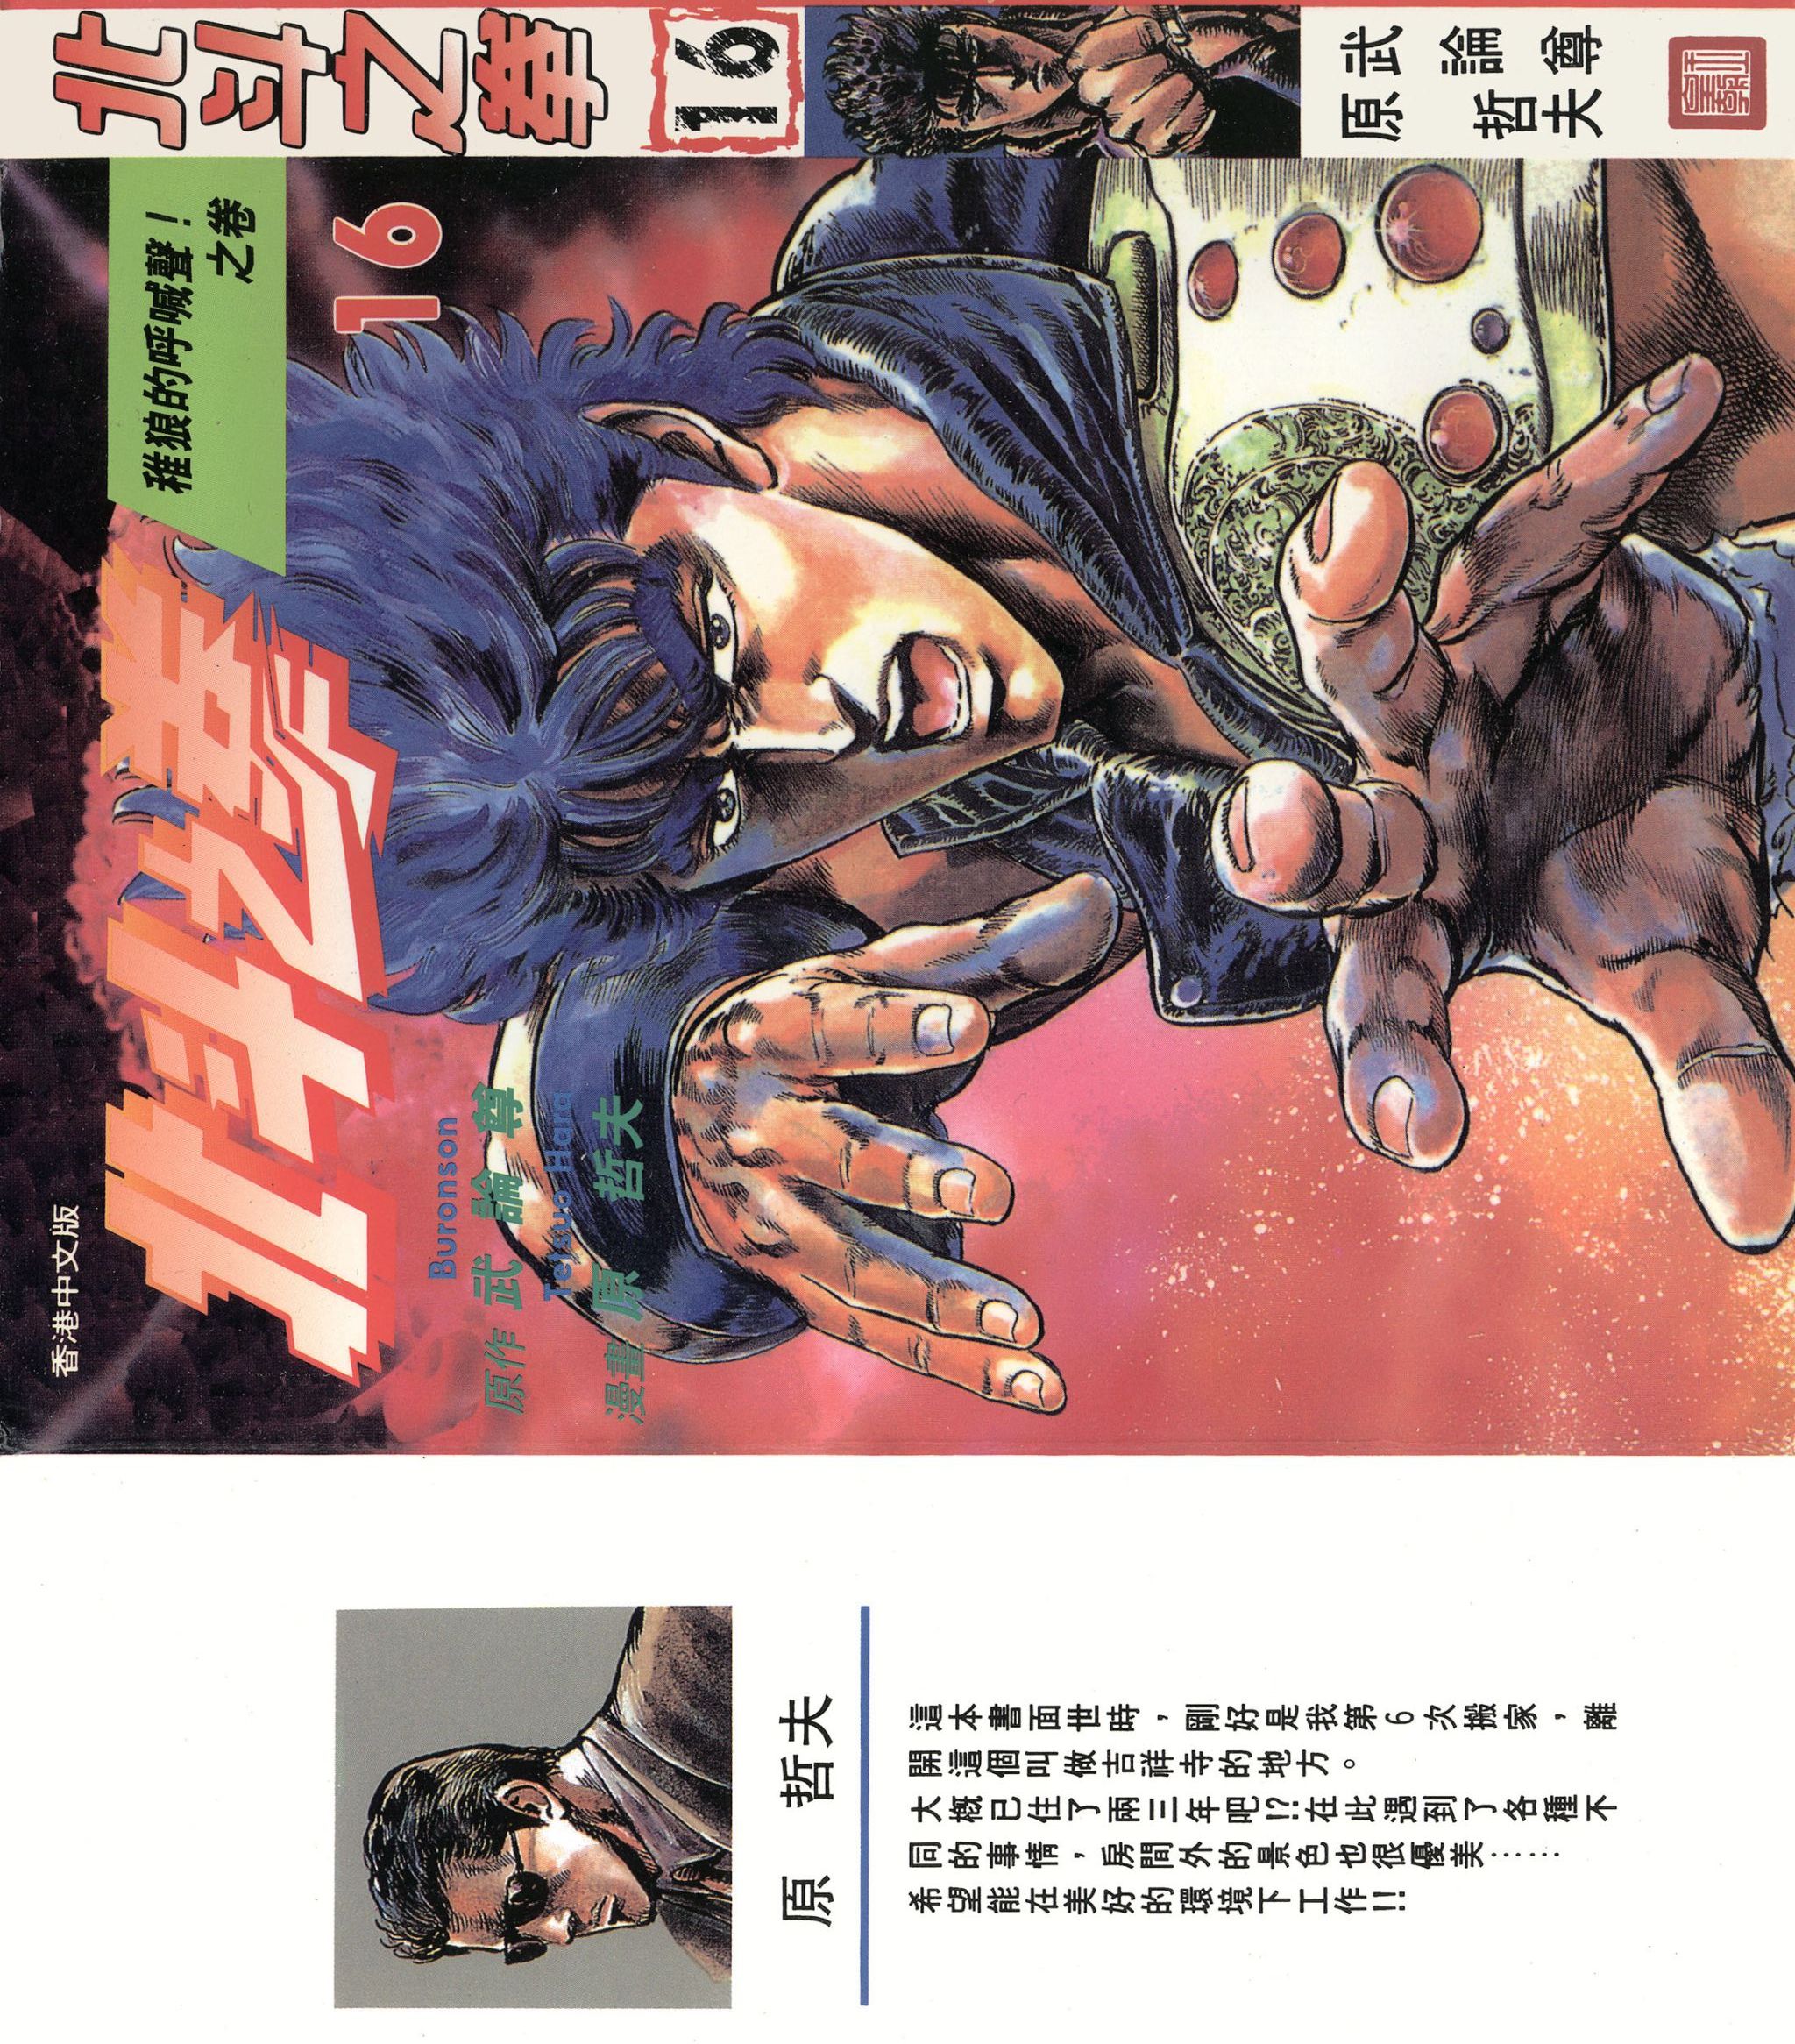 北斗之拳
16
武論尊
原哲夫
香港中文版
北斗之拳
16
稚狼的呼喊聲！
之卷
Buronson
原作 武論尊
Tetsuo Hara
漫畫 原哲夫
原哲夫
這本書面世時，剛好是我第6次搬家，離
開這個叫做吉祥寺的地方。
大概已住了兩三年吧!?在此遇到了各種不
同的事情，房間外的景色也很優美……
希望能在美好的環境下工作!!